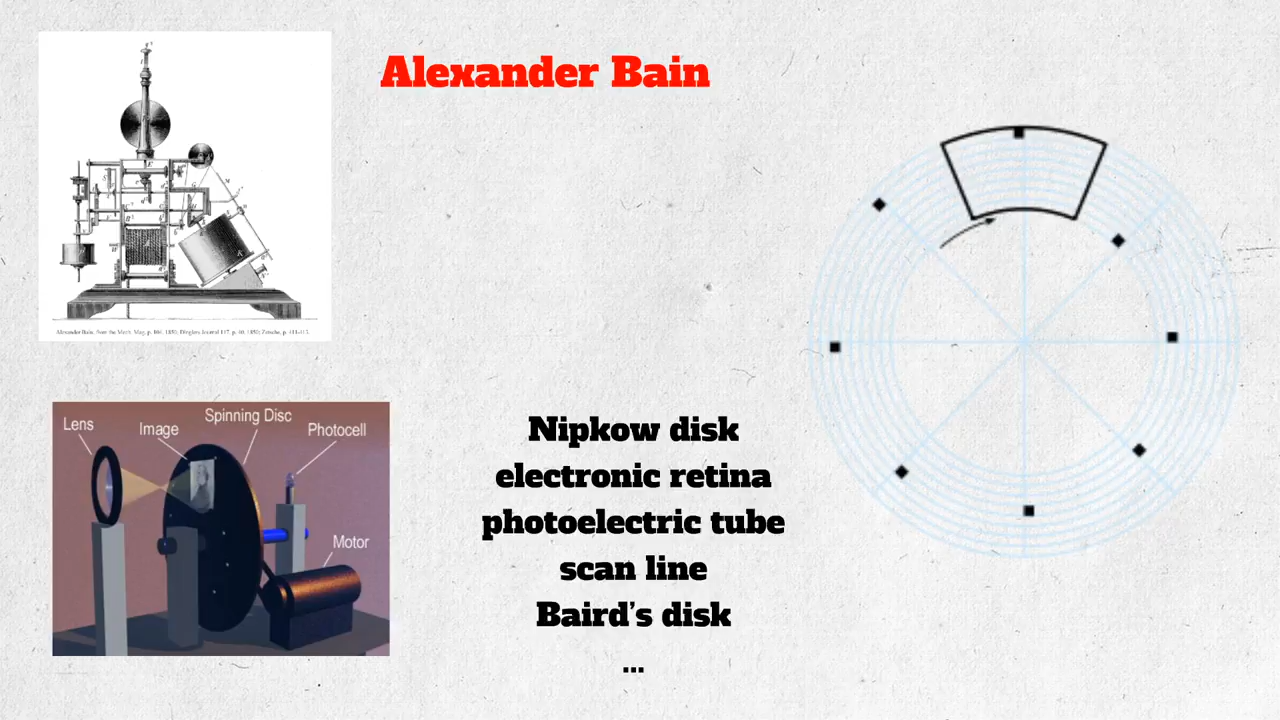 Alexander Bain
Lens
Image
Spinning Disc
Photocell
Motor
Nipkow disk
electronic retina
photoelectric tube
scan line
Baird's disk
...